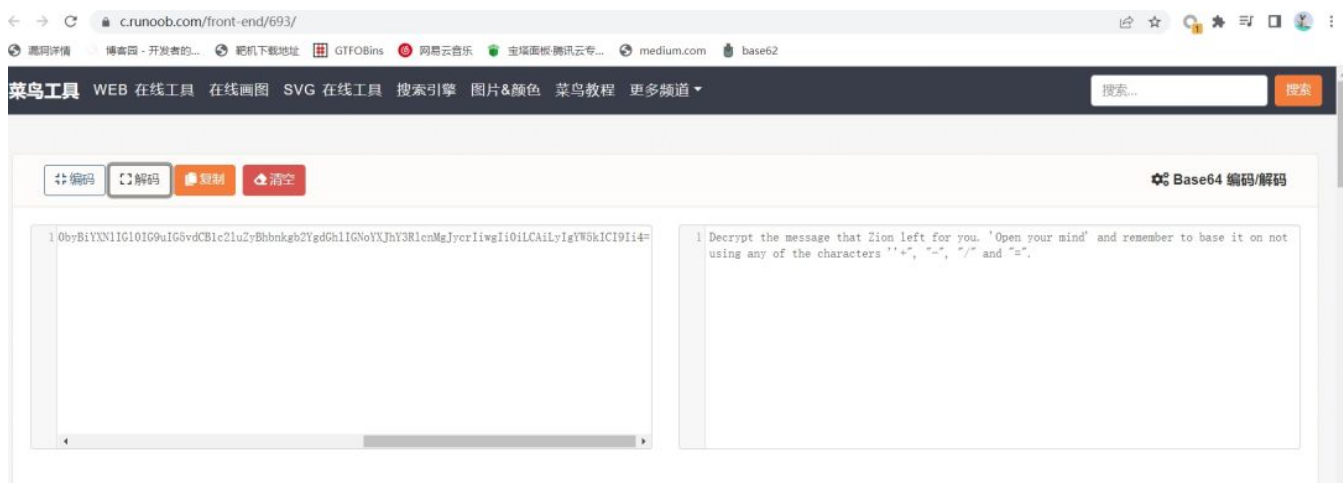 c.runoob.com/front-end/693/
博客园 - 开发者的... 靶机下载地址 GTFOBins 网易云音乐 宝塔面板·腾讯云专... medium.com base62
菜鸟工具 WEB 在线工具 在线画图 SVG 在线工具 搜索引擎 图片&颜色 菜鸟教程 更多频道 搜索... 搜索
编码 解码 复制 清空 Base64 编码/解码
1 0byBiYXNlIGl0IG9uIG5vdCB1c2luZyBhbnkgb2YgdGhlIGNoYXJhY3RlcnMgJycrIiwgIi0iLCAiLyIgYW5kICI9Ii4=
1 Decrypt the message that Zion left for you. 'Open your mind' and remember to base it on not
using any of the characters ''+", "-", "/" and "=".